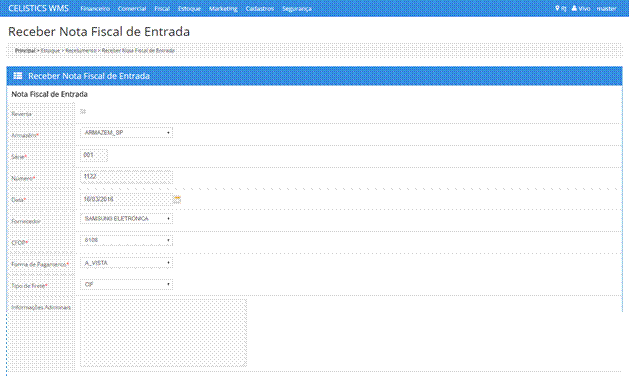 CELISTICS WMS Financeiro Comercial Fiscal Estoque Marketing Cadastros Segurança RJ Vivo master
Receber Nota Fiscal de Entrada
Principal > Estoque > Recebimento > Receber Nota Fiscal de Entrada
Receber Nota Fiscal de Entrada
Nota Fiscal de Entrada
Reversa
Armazém* ARMAZEM_SP
Série* 001
Número* 1122
Data* 16/03/2016
Fornecedor SAMSUNG ELETRÔNICA
CFOP* 6106
Forma de Pagamento* A_VISTA
Tipo de Frete* CIF
Informações Adicionais